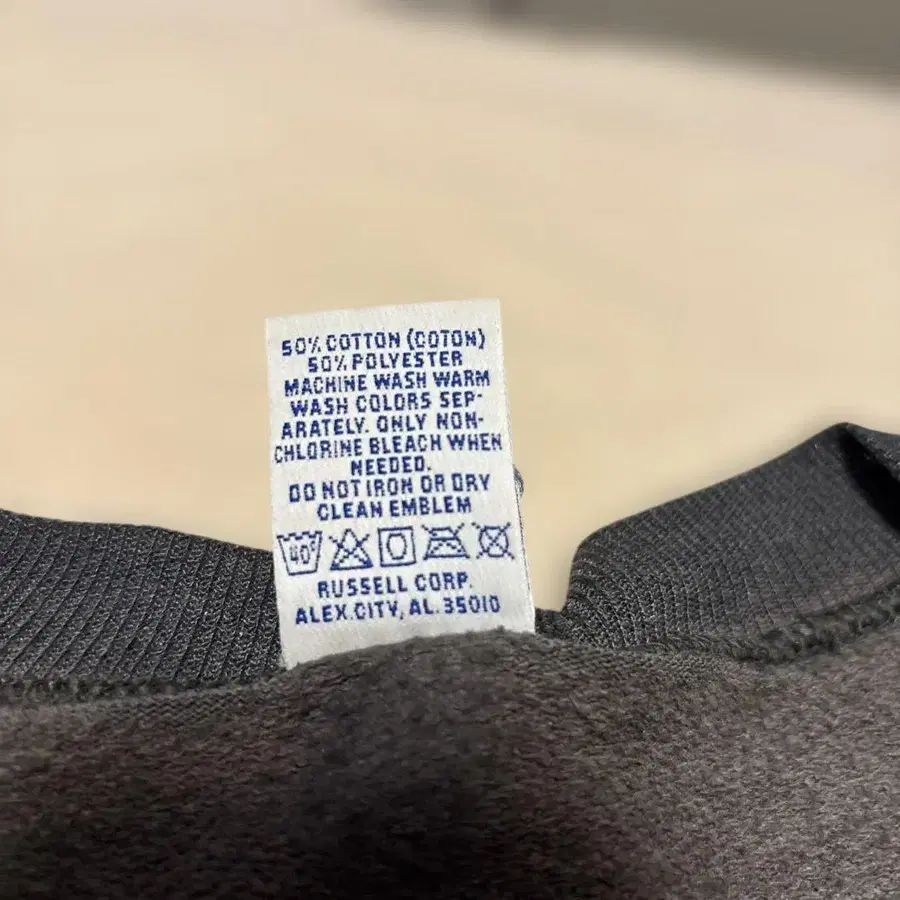 50% COTTON (COTON)
50% POLYESTER
MACHINE WASH WARM
WASH COLORS SEP-
ARATELY. ONLY NON-
CHLORINE BLEACH WHEN
NEEDED.
DO NOT IRON OR DRY
CLEAN EMBLEM
40°
RUSSELL CORP.
ALEX.CITY, AL. 35010